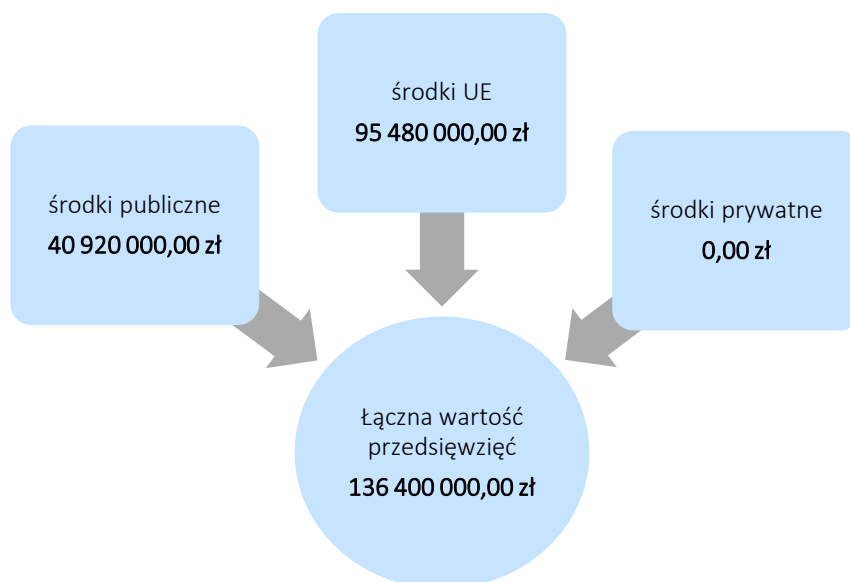 środki UE
95 480 000,00 zł
środki publiczne
40 920 000,00 zł
środki prywatne
0,00 zł
Łączna wartość
przedsięwzięć
136 400 000,00 zł